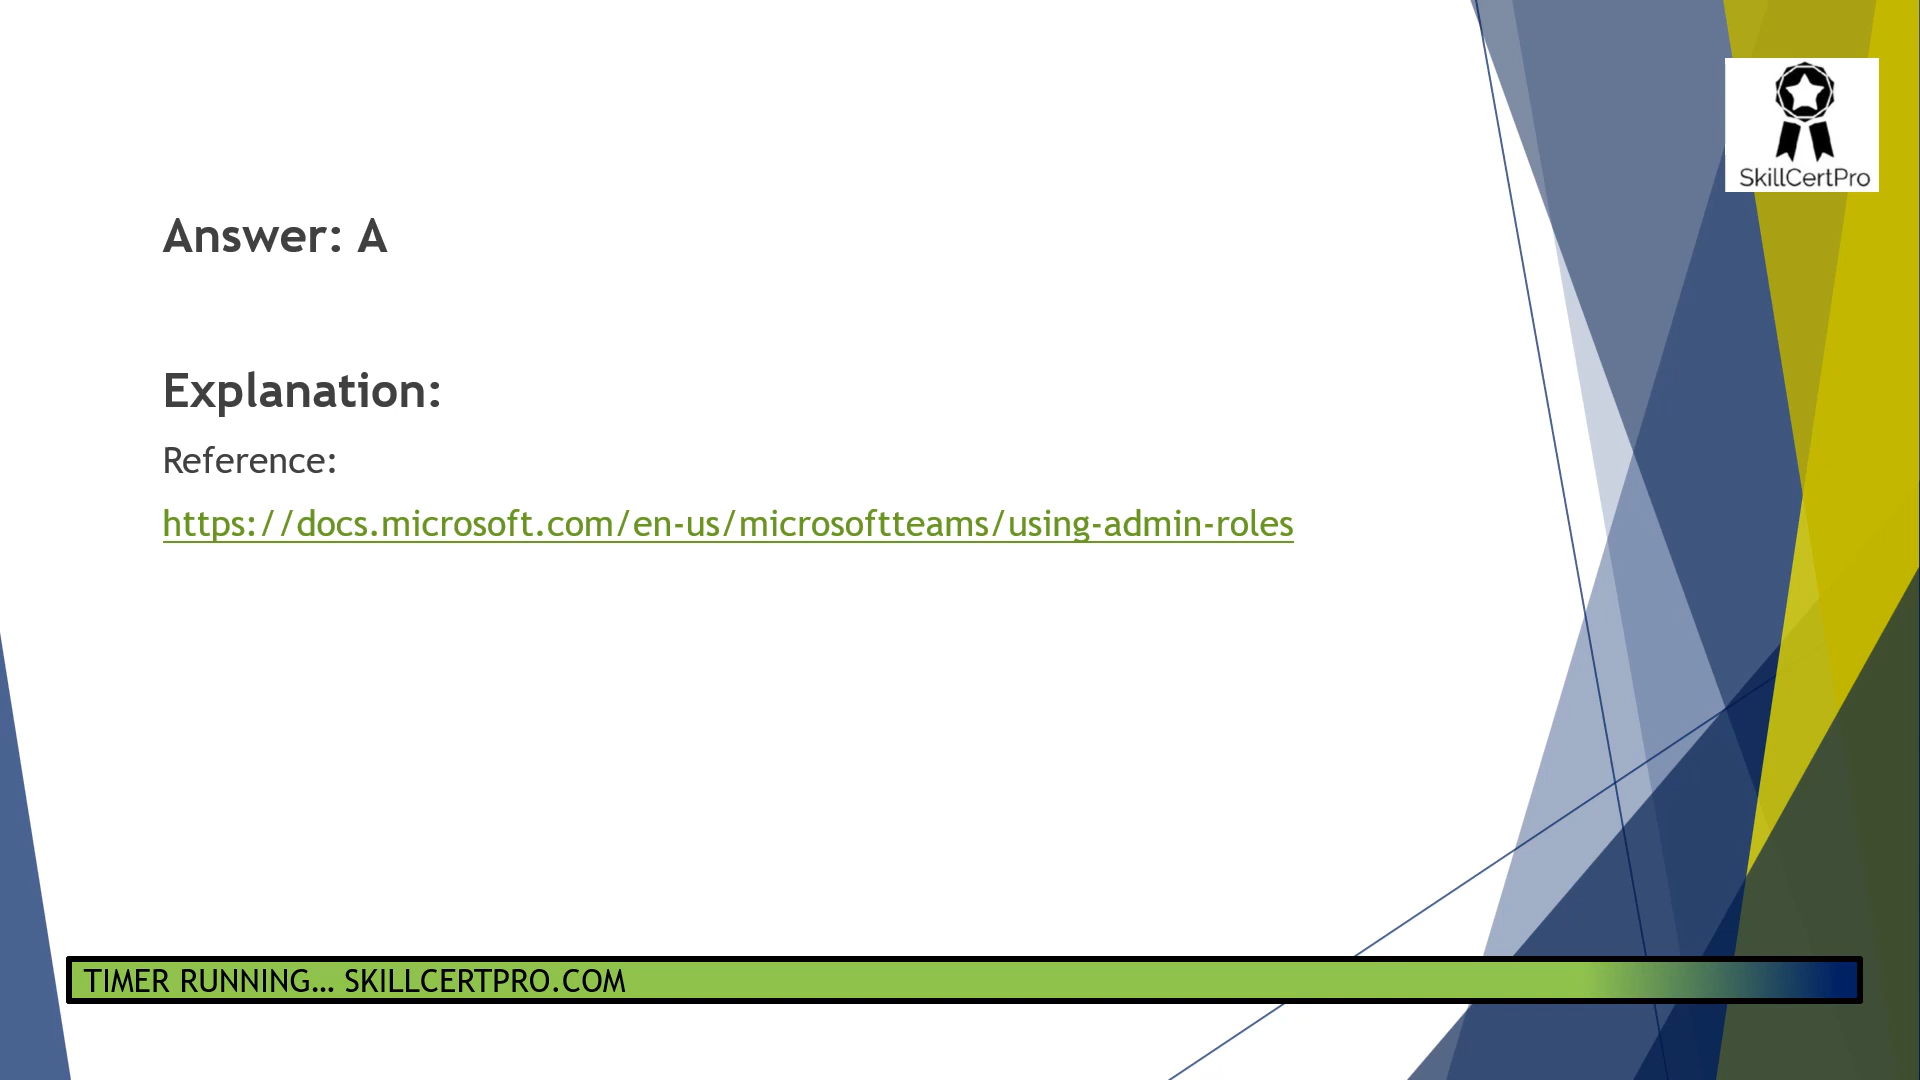 SkillCertPro
Answer: A
Explanation:
Reference:
https://docs.microsoft.com/en-us/microsoftteams/using-admin-roles
TIMER RUNNING... SKILLCERTPRO.COM